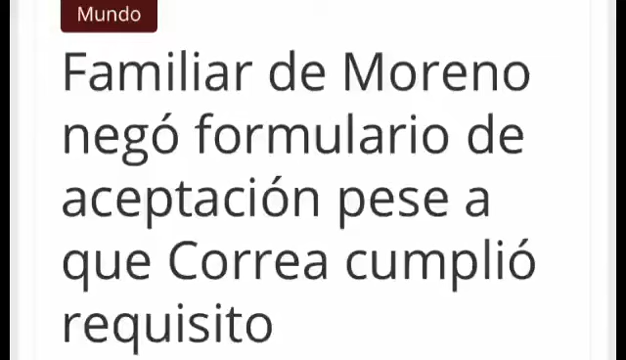 Mundo
Familiar de Moreno
negó formulario de
aceptación pese a
que Correa cumplió
requisito